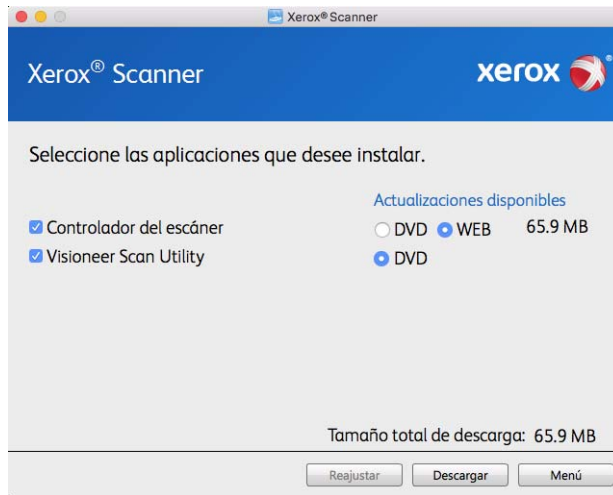 Xerox® Scanner
Xerox® Scanner
xerox ®
Seleccione las aplicaciones que desee instalar.
Actualizaciones disponibles
Controlador del escáner DVD WEB 65.9 MB
Visioneer Scan Utility DVD
Tamaño total de descarga: 65.9 MB
Reajustar Descargar Menú